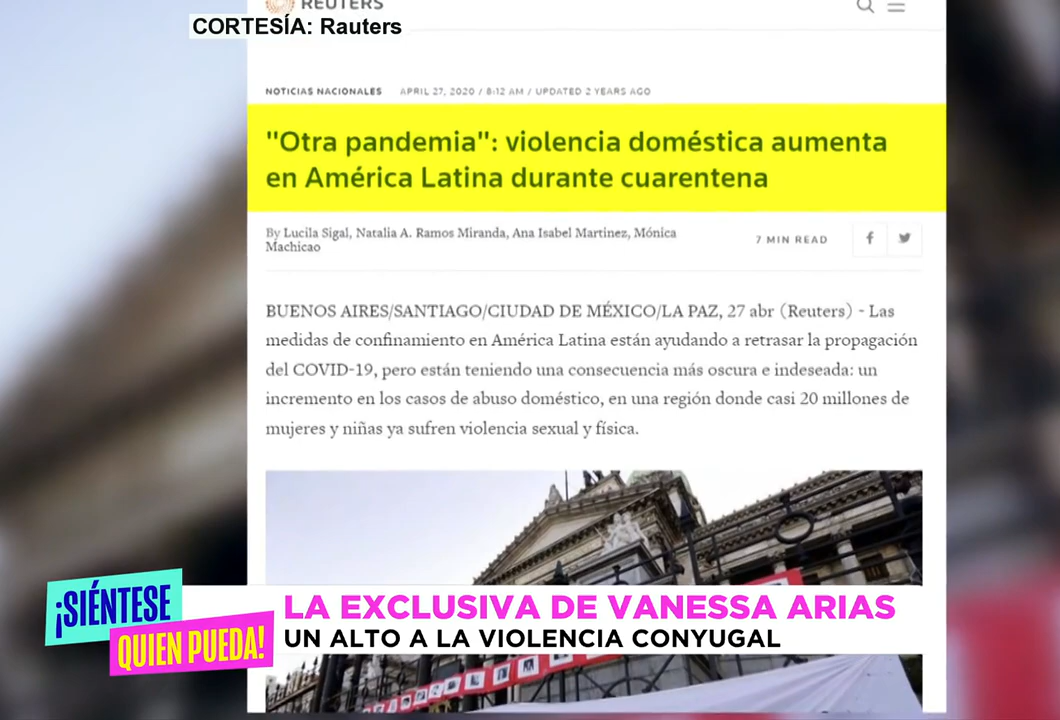 REUTERS
CORTESÍA: Rauters
NOTICIAS NACIONALES APRIL 27, 2020 / 8:12 AM / UPDATED 2 YEARS AGO
"Otra pandemia": violencia doméstica aumenta
en América Latina durante cuarentena
By Lucila Sigal, Natalia A. Ramos Miranda, Ana Isabel Martinez, Mónica
Machicao
7 MIN READ
BUENOS AIRES/SANTIAGO/CIUDAD DE MÉXICO/LA PAZ, 27 abr (Reuters) - Las
medidas de confinamiento en América Latina están ayudando a retrasar la propagación
del COVID-19, pero están teniendo una consecuencia más oscura e indeseada: un
incremento en los casos de abuso doméstico, en una región donde casi 20 millones de
mujeres y niñas ya sufren violencia sexual y física.
¡SIÉNTESE
QUIEN PUEDA!
LA EXCLUSIVA DE VANESSA ARIAS
UN ALTO A LA VIOLENCIA CONYUGAL